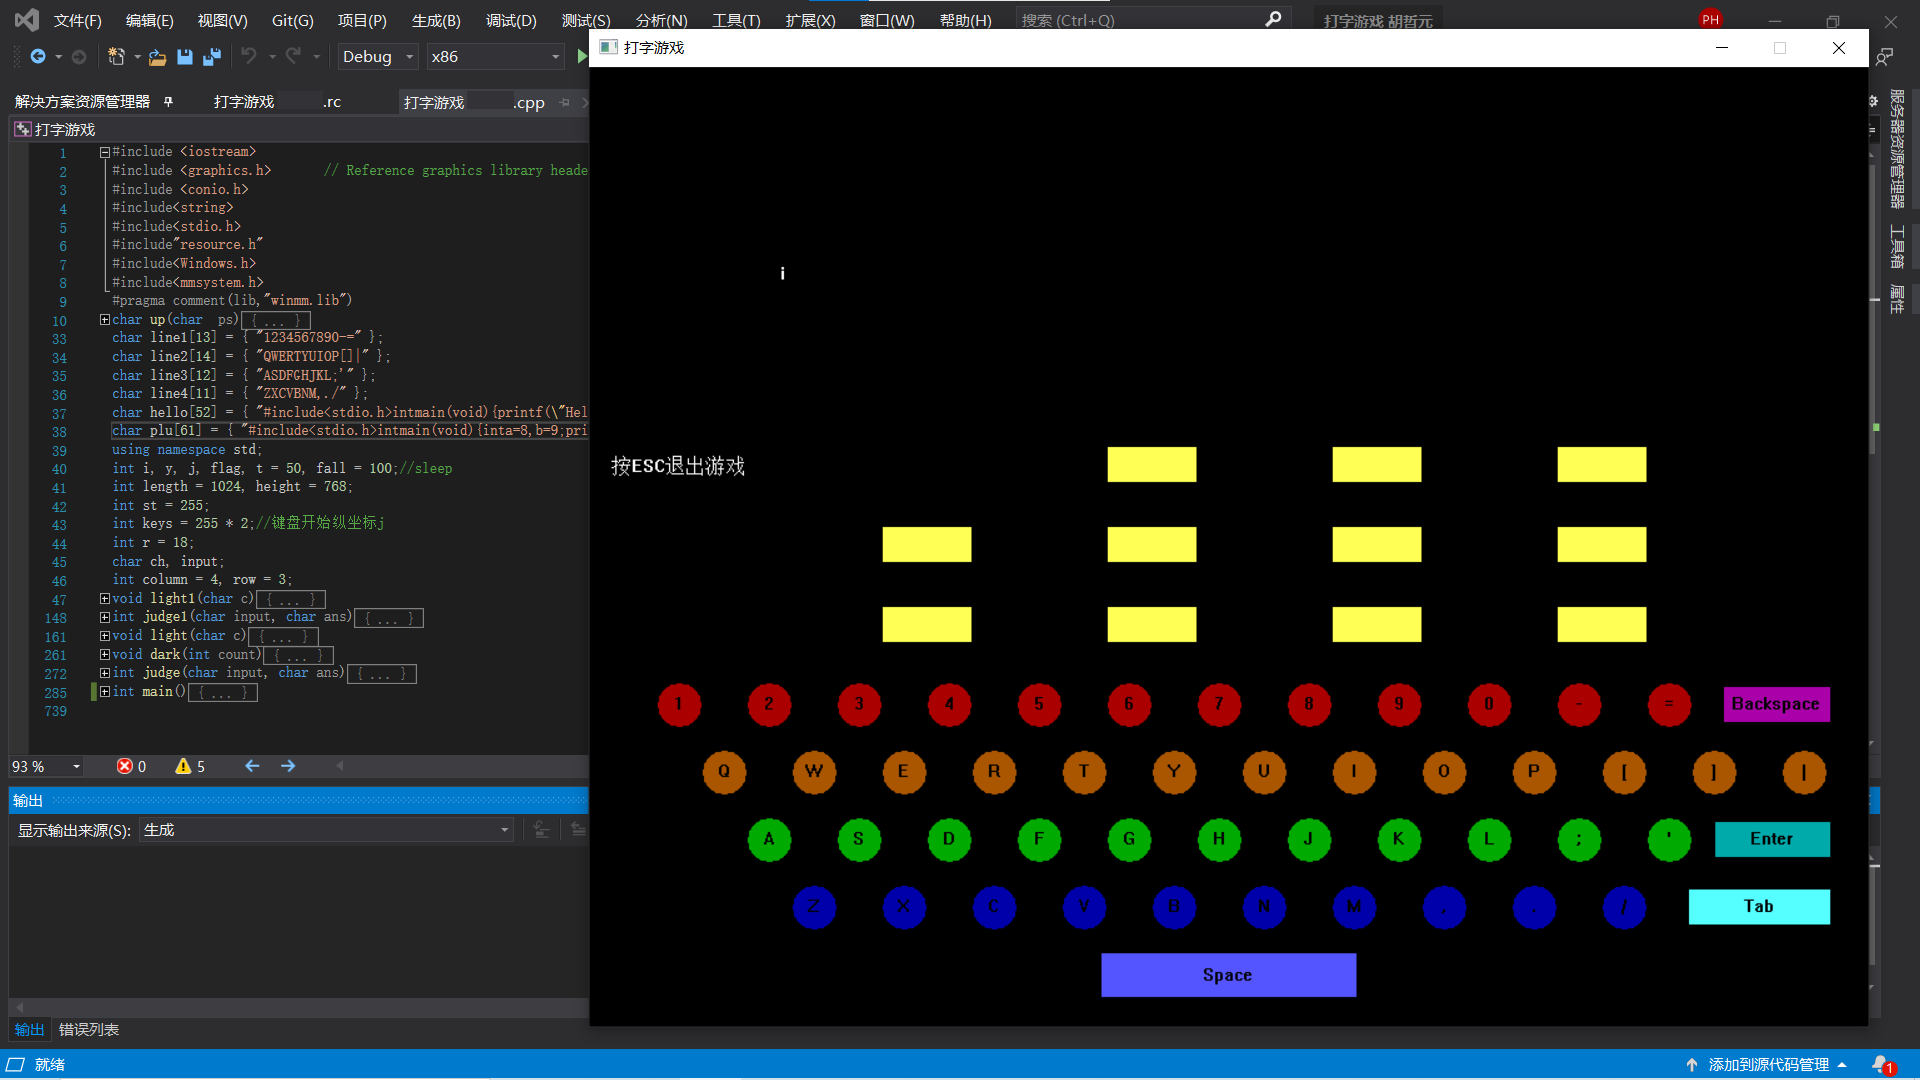 文件(F) 编辑(E) 视图(V) Git(G) 项目(P) 生成(B) 调试(D) 测试(S) 分析(N) 工具(T) 扩展(X) 窗口(W) 帮助(H) 搜索 (Ctrl+Q) 打字游戏 胡哲元 PH
Debug x86
打字游戏
解决方案资源管理器 打字游戏 .rc 打字游戏 .cpp
打字游戏
1 #include <iostream>
2 #include <graphics.h> // Reference graphics library heade
3 #include <conio.h>
4 #include<string>
5 #include<stdio.h>
6 #include"resource.h"
7 #include<Windows.h>
8 #include<mmsystem.h>
9 #pragma comment(lib,"winmm.lib")
10 char up(char ps){ ... }
33 char line1[13] = { "1234567890-=" };
34 char line2[14] = { "QWERTYUIOP[]|" };
35 char line3[12] = { "ASDFGHJKL;'" };
36 char line4[11] = { "ZXCVBNM,./" };
37 char hello[52] = { "#include<stdio.h>intmain(void){printf(\"Hel
38 char plu[61] = { "#include<stdio.h>intmain(void){inta=8,b=9;pri
39 using namespace std;
40 int i, y, j, flag, t = 50, fall = 100;//sleep
41 int length = 1024, height = 768;
42 int st = 255;
43 int keys = 255 * 2;//键盘开始纵坐标j
44 int r = 18;
45 char ch, input;
46 int column = 4, row = 3;
47 void light1(char c){ ... }
148 int judge1(char input, char ans){ ... }
161 void light(char c){ ... }
261 void dark(int count){ ... }
272 int judge(char input, char ans){ ... }
285 int main(){ ... }
739
93 % 0 5
输出
显示输出来源(S): 生成
输出 错误列表
就绪
添加到源代码管理 1
i
按ESC退出游戏
1 2 3 4 5 6 7 8 9 0 - = Backspace
Q W E R T Y U I O P [ ] |
A S D F G H J K L ; ' Enter
Z X C V B N M , . / Tab
Space
服务器资源管理器
工具箱
属性